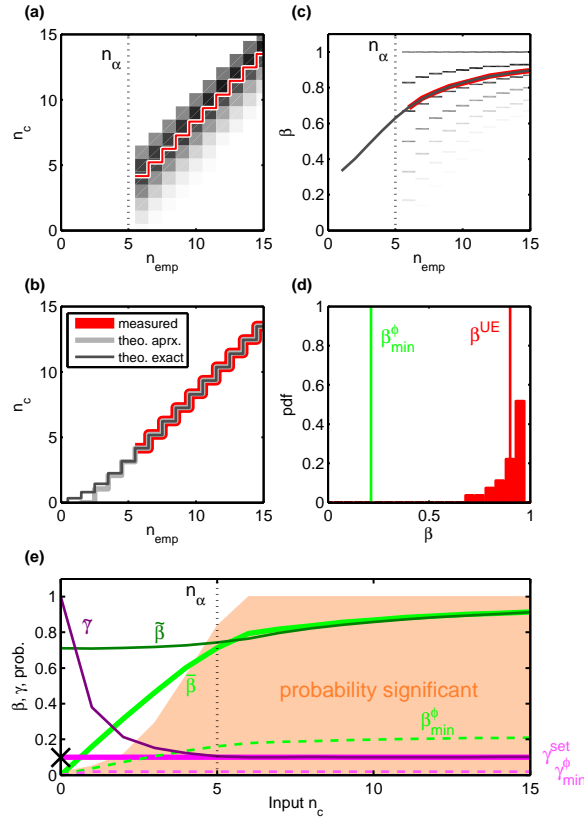 (a)
n_α
n_c
15
10
5
0
0 5 10 15
n_emp
(c)
n_α
β
1
0.8
0.6
0.4
0.2
0
0 5 10 15
n_emp
(b)
measured
theo. aprx.
theo. exact
n_c
15
10
5
0
0 5 10 15
n_emp
(d)
β^ϕ_min
β^UE
pdf
1
0.8
0.6
0.4
0.2
0
0 0.5 1
β
(e)
n_α
β, γ, prob.
1
0.8
0.6
0.4
0.2
0
γ̃
β̃
β̄
probability significant
β^ϕ_min
γ^set
γ^ϕ_min
0 5 10 15
Input n_c